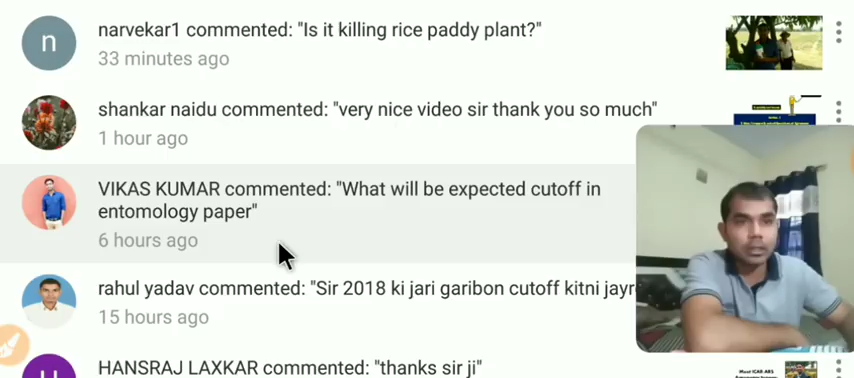 n
narvekar1 commented: "Is it killing rice paddy plant?"
33 minutes ago
shankar naidu commented: "very nice video sir thank you so much"
1 hour ago
VIKAS KUMAR commented: "What will be expected cutoff in
entomology paper"
6 hours ago
rahul yadav commented: "Sir 2018 ki jari garibon cutoff kitni
15 hours ago
HANSRAJ LAXKAR commented: "thanks sir ji"